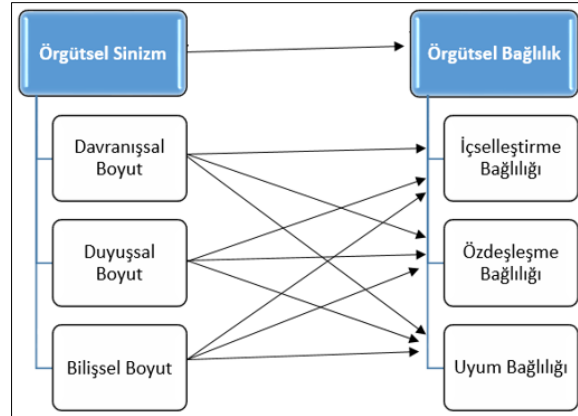 Örgütsel Sinizm
Örgütsel Bağlılık
Davranışsal
Boyut
İçselleştirme
Bağlılığı
Duyuşsal
Boyut
Özdeşleşme
Bağlılığı
Bilişsel Boyut
Uyum Bağlılığı